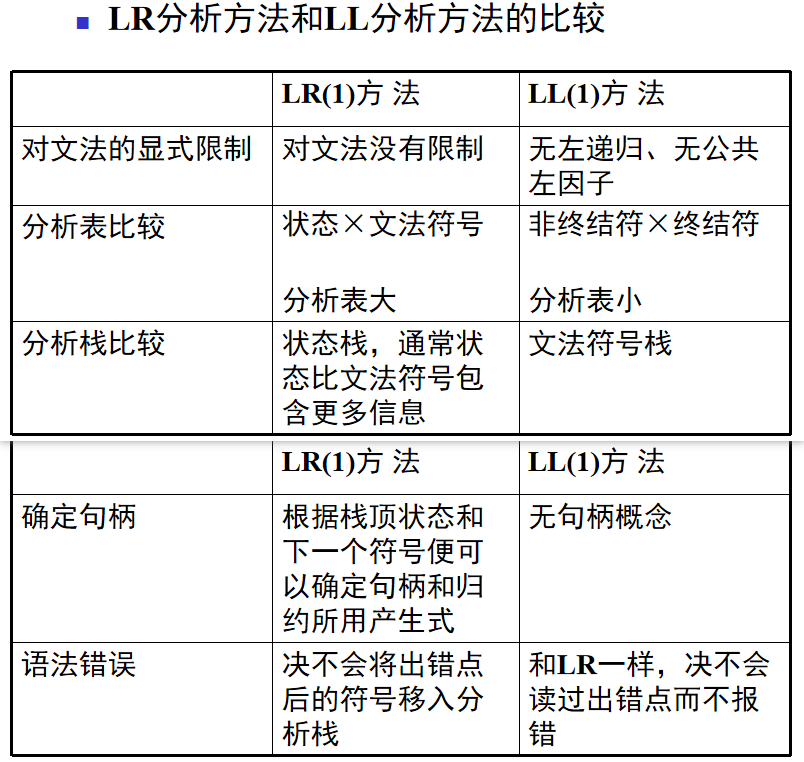 ■ LR分析方法和LL分析方法的比较
LR(1)方 法
LL(1)方 法
对文法的显式限制
对文法没有限制
无左递归、无公共
左因子
分析表比较
状态×文法符号
分析表大
非终结符×终结符
分析表小
分析栈比较
状态栈，通常状
态比文法符号包
含更多信息
文法符号栈
LR(1)方 法
LL(1)方 法
确定句柄
根据栈顶状态和
下一个符号便可
以确定句柄和归
约所用产生式
无句柄概念
语法错误
决不会将出错点
后的符号移入分
析栈
和LR一样，决不会
读过出错点而不报
错